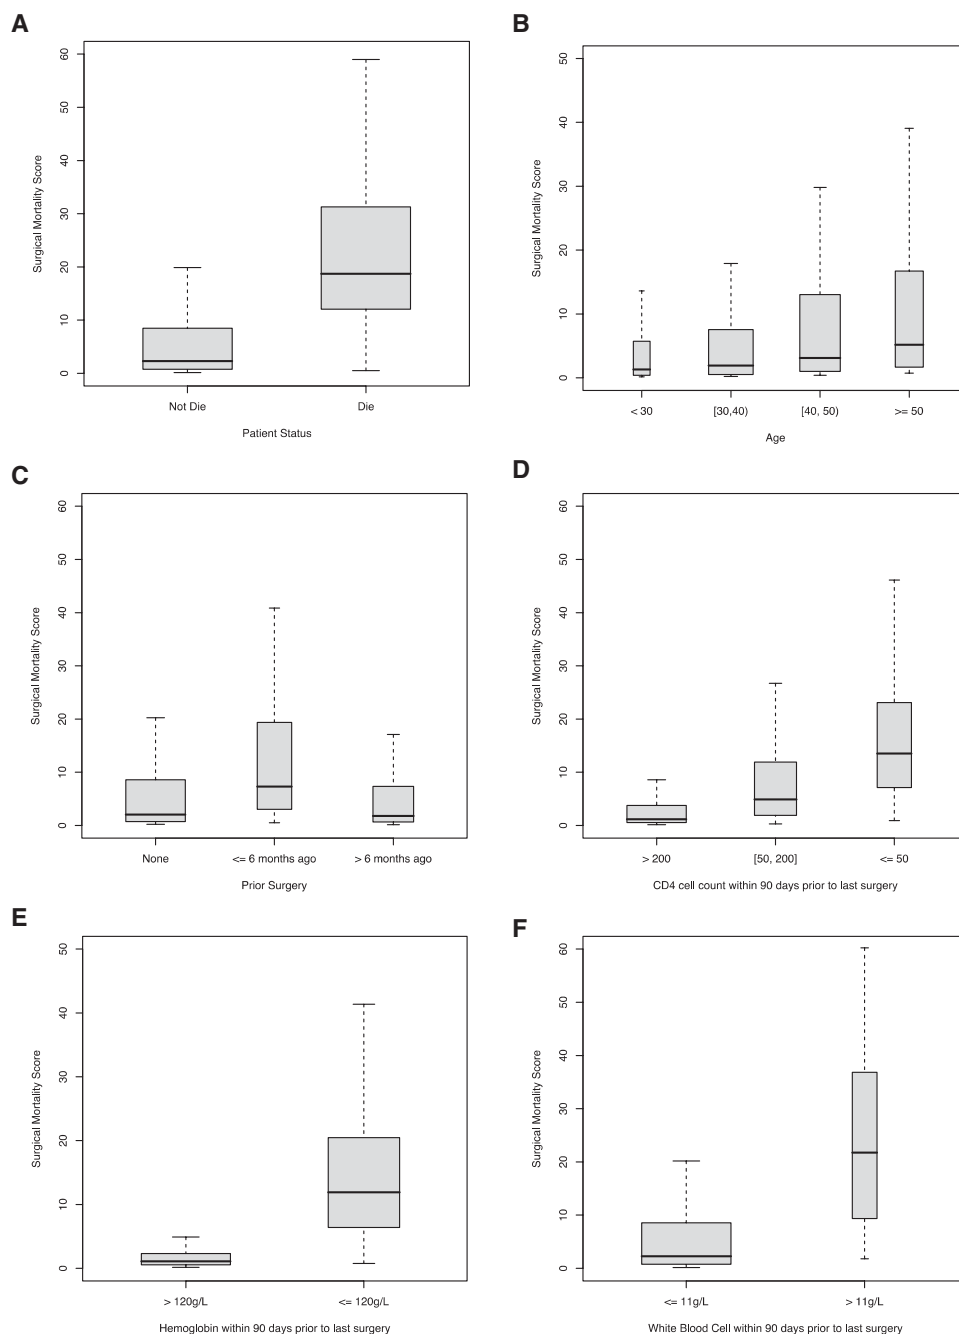 A
Surgical Mortality Score
60
50
40
30
20
10
0
Not Die Die
Patient Status
B
Surgical Mortality Score
50
40
30
20
10
0
< 30 [30,40) [40, 50) >= 50
Age
C
Surgical Mortality Score
60
50
40
30
20
10
0
None <= 6 months ago > 6 months ago
Prior Surgery
D
Surgical Mortality Score
60
50
40
30
20
10
0
> 200 [50, 200] <= 50
CD4 cell count within 90 days prior to last surgery
E
Surgical Mortality Score
50
40
30
20
10
0
> 120g/L <= 120g/L
Hemoglobin within 90 days prior to last surgery
F
Surgical Mortality Score
60
50
40
30
20
10
0
<= 11g/L > 11g/L
White Blood Cell within 90 days prior to last surgery